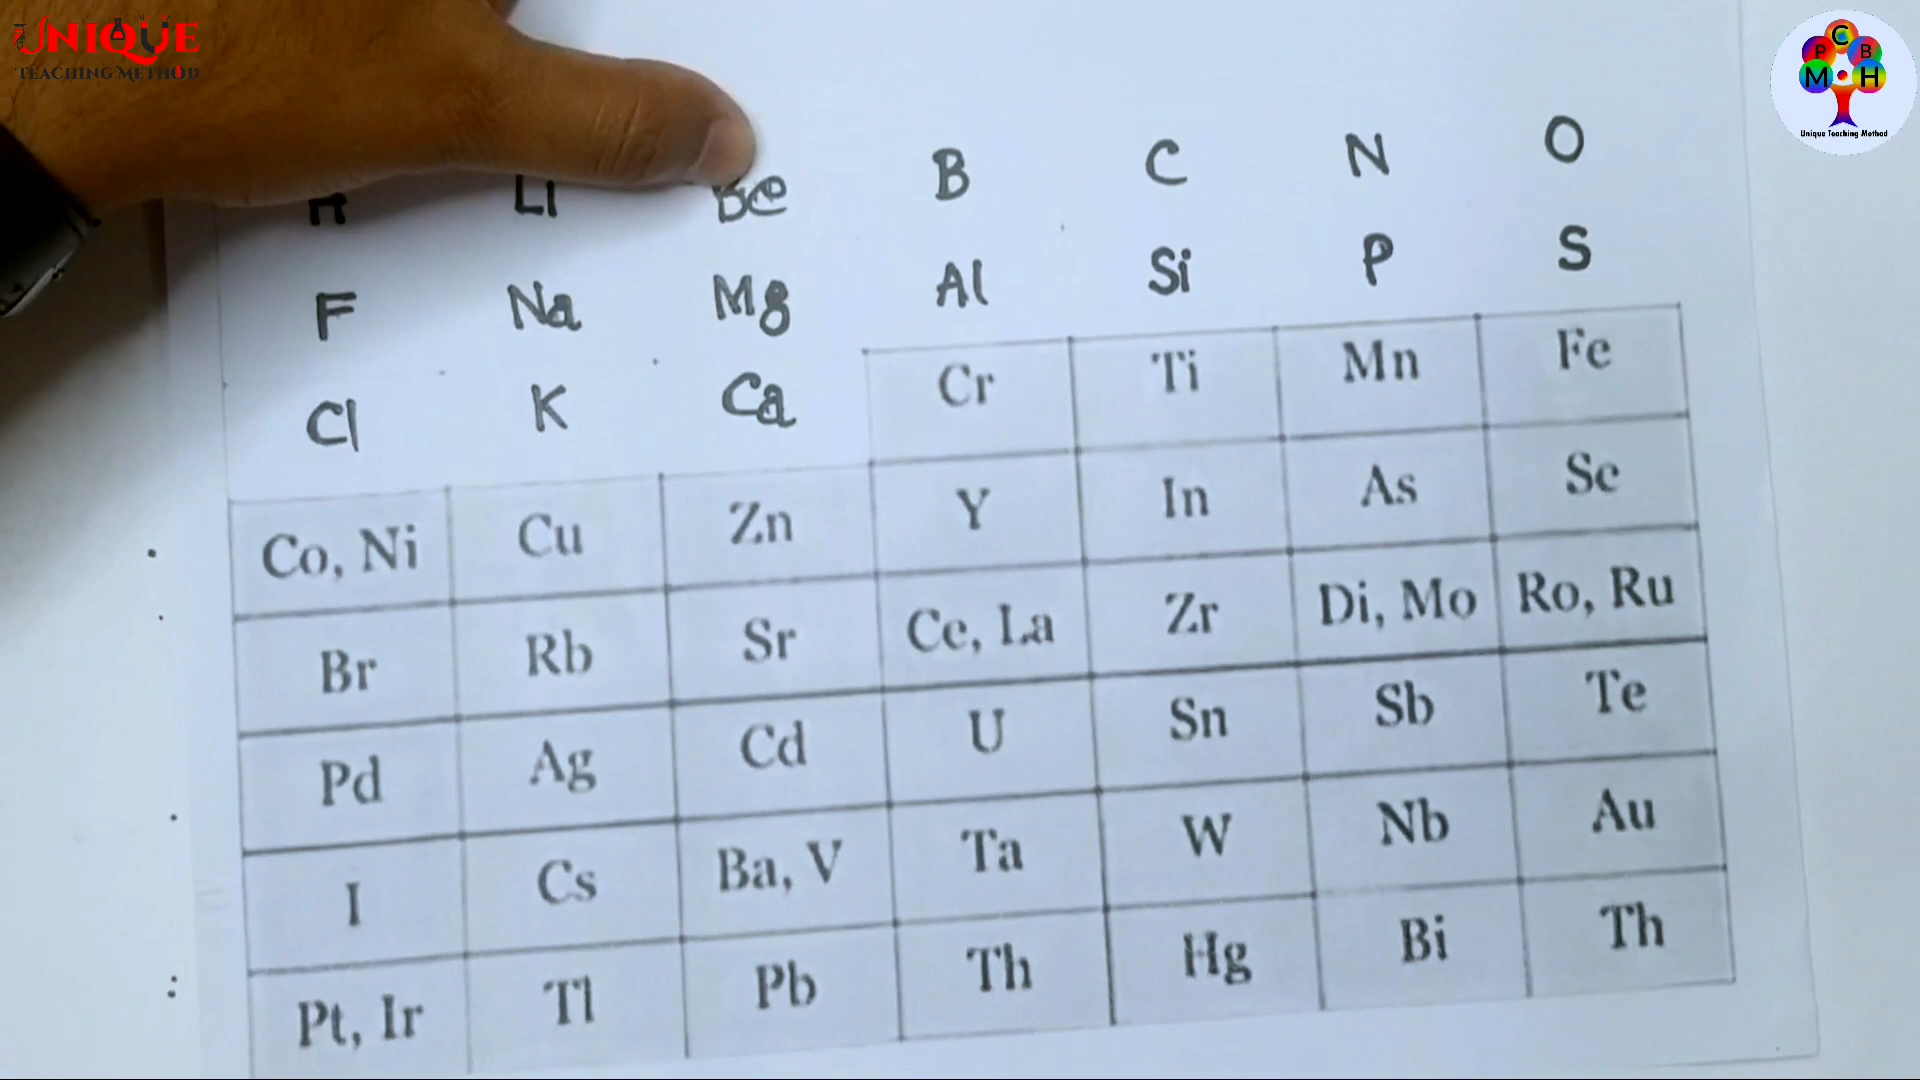 UNIQUE
TEACHING METHOD
P C B
M H
Unique Teaching Method
H Li Be B C N O
F Na Mg Al Si P S
Cl K Ca Cr Ti Mn Fe
Co, Ni Cu Zn Y In As Se
Br Rb Sr Ce, La Zr Di, Mo Ro, Ru
Pd Ag Cd U Sn Sb Te
I Cs Ba, V Ta W Nb Au
Pt, Ir Tl Pb Th Hg Bi Th